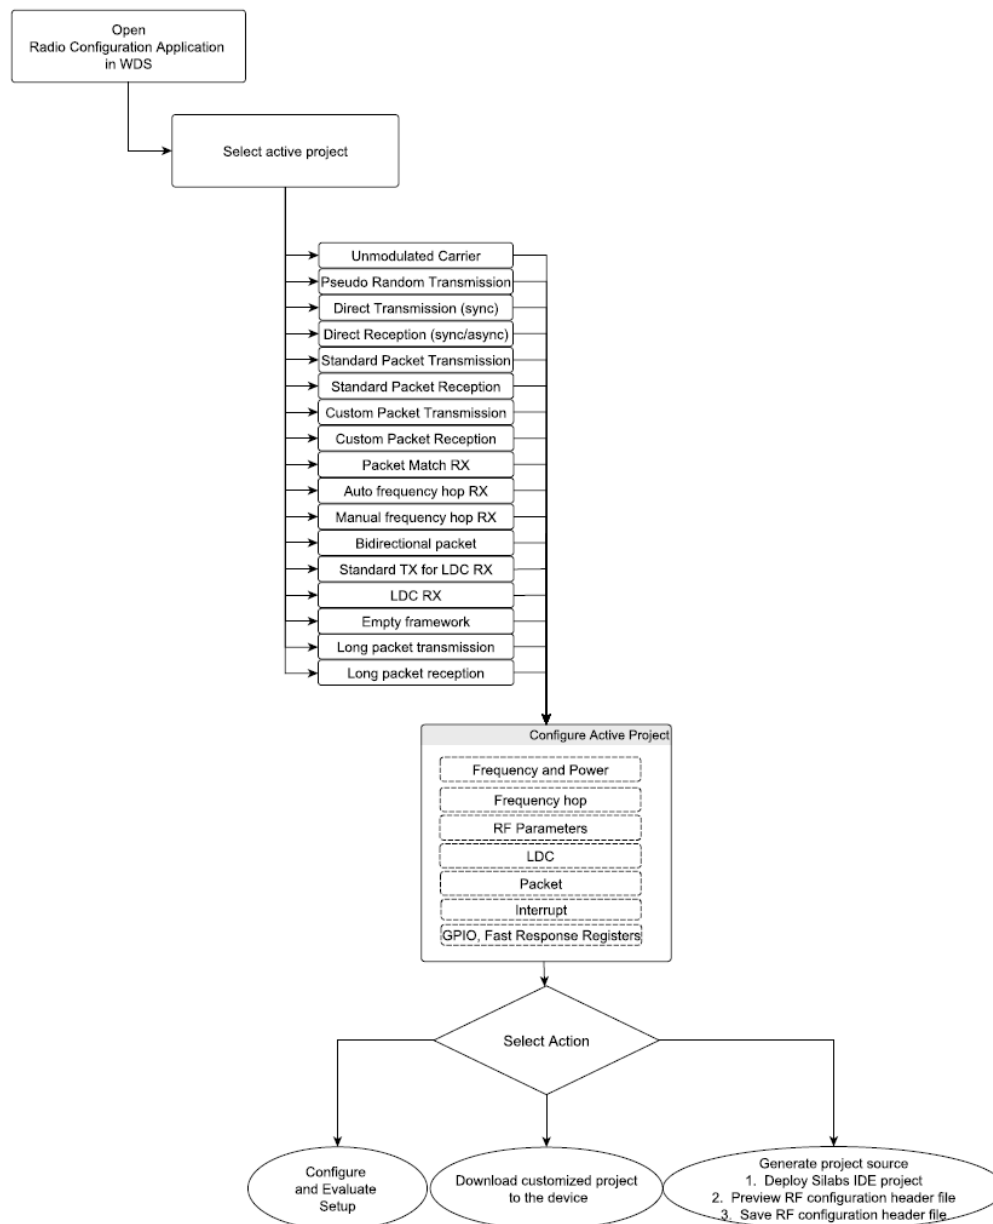 Open
Radio Configuration Application
in WDS
Select active project
Unmodulated Carrier
Pseudo Random Transmission
Direct Transmission (sync)
Direct Reception (sync/async)
Standard Packet Transmission
Standard Packet Reception
Custom Packet Transmission
Custom Packet Reception
Packet Match RX
Auto frequency hop RX
Manual frequency hop RX
Bidirectional packet
Standard TX for LDC RX
LDC RX
Empty framework
Long packet transmission
Long packet reception
Configure Active Project
Frequency and Power
Frequency hop
RF Parameters
LDC
Packet
Interrupt
GPIO, Fast Response Registers
Select Action
Configure
and Evaluate
Setup
Download customized project
to the device
Generate project source
1. Deploy Silabs IDE project
2. Preview RF configuration header file
3. Save RF configuration header file